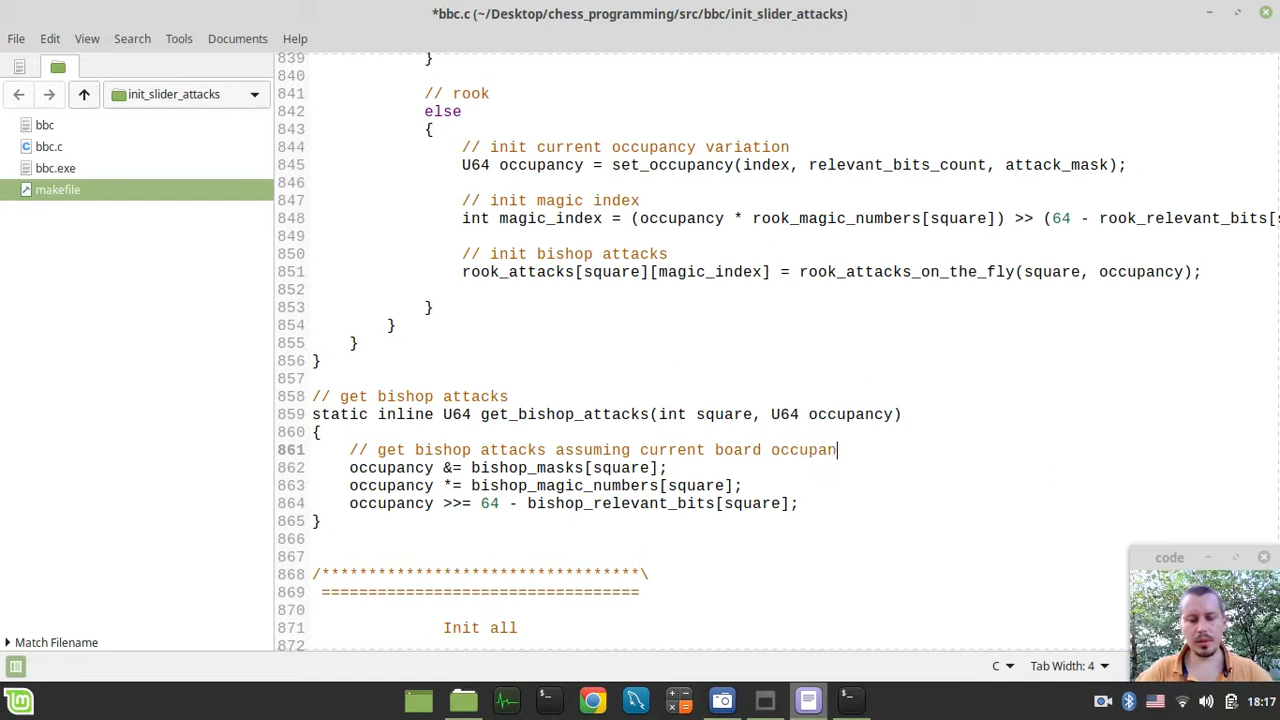 *bbc.c (~/Desktop/chess_programming/src/bbc/init_slider_attacks)
File Edit View Search Tools Documents Help
init_slider_attacks
bbc
bbc.c
bbc.exe
makefile
Match Filename
839 }
840
841 // rook
842 else
843 {
844 // init current occupancy variation
845 U64 occupancy = set_occupancy(index, relevant_bits_count, attack_mask);
846
847 // init magic index
848 int magic_index = (occupancy * rook_magic_numbers[square]) >> (64 - rook_relevant_bits[s
849
850 // init bishop attacks
851 rook_attacks[square][magic_index] = rook_attacks_on_the_fly(square, occupancy);
852
853 }
854 }
855 }
856 }
857
858 // get bishop attacks
859 static inline U64 get_bishop_attacks(int square, U64 occupancy)
860 {
861 // get bishop attacks assuming current board occupan
862 occupancy &= bishop_masks[square];
863 occupancy *= bishop_magic_numbers[square];
864 occupancy >>= 64 - bishop_relevant_bits[square];
865 }
866
867
868 /**********************************\
869 ==================================
870
871 Init all
872
code
C Tab Width: 4
18:17